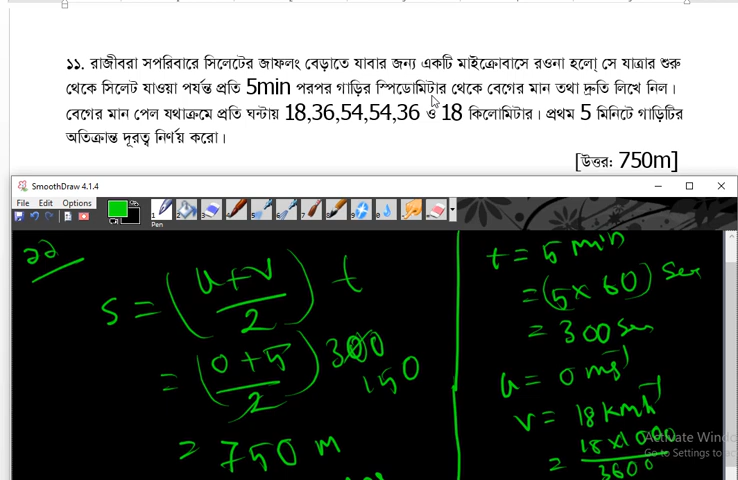 ১১. রাজীবরা সপরিবারে সিলেটের জাফলং বেড়াতে যাবার জন্য একটি মাইক্রোবাসে রওনা হলো সে যাত্রার শুরু
থেকে সিলেট যাওয়া পর্যন্ত প্রতি 5min পরপর গাড়ির স্পিডোমিটার থেকে বেগের মান তথা দ্রুতি লিখে নিল।
বেগের মান পেল যথাক্রমে প্রতি ঘন্টায় 18,36,54,54,36 ও 18 কিলোমিটার। প্রথম 5 মিনিটে গাড়িটির
অতিক্রান্ত দূরত্ব নির্ণয় করো।
[উত্তর: 750m]
SmoothDraw 4.1.4
File Edit Options
Pen
১১
s = (u+v/2) t
= (0+5/2) 300
150
= 750 m
t = 5 min
= (5 × 60) sec
= 300 sec
u = 0 ms⁻¹
v = 18 kmh⁻¹
= 18×1000/3600
Activate Windo
Go to Settings to